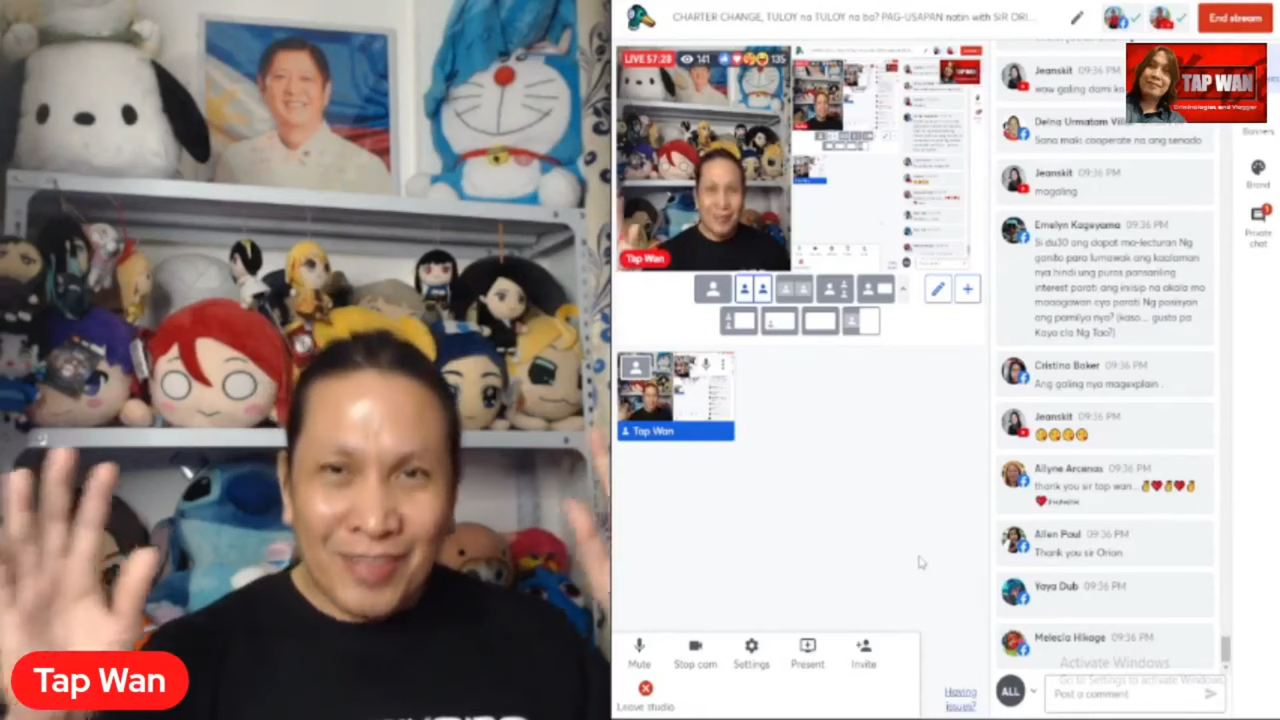 CHARTER CHANGE, TULOY na TULOY na ba? PAG-USAPAN natin with SIR ORI...
End stream
LIVE 57:28
141
135
Tap Wan
Tap Wan
Mute
Stop cam
Settings
Present
Invite
Leave studio
Having
issues?
Jeanskit 09:36 PM
wow galing dami
Delna Urmatam
Sana maki cooperate na ang senado
Jeanskit 09:36 PM
magaling
Emelyn Kageyama 09:36 PM
Si du30 ang dapat ma-lecturan Ng
ganito para lumawak ang kaalaman
nya hindi ung puros pansariling
interest parati ang iniisip na akala mo
maaagawan sya parati Ng posisyon
ang pamilya nya? (kaso... gusta pa
Kaya cla Ng Tao?)
Cristina Baker 09:36 PM
Ang galing nya magexplain .
Jeanskit 09:36 PM
Ailyne Arcenas 09:36 PM
thank you sir tap wan...
Allen Paul 09:36 PM
Thank you sir Orion
Yaya Dub 09:36 PM
Melecia Hikage 09:36 PM
Activate Windows
Go to Settings to activate Windows.
ALL
Post a comment
TAP WAN
Criminologist and Vlogger
Banners
Brand
1
Private
chat
Tap Wan